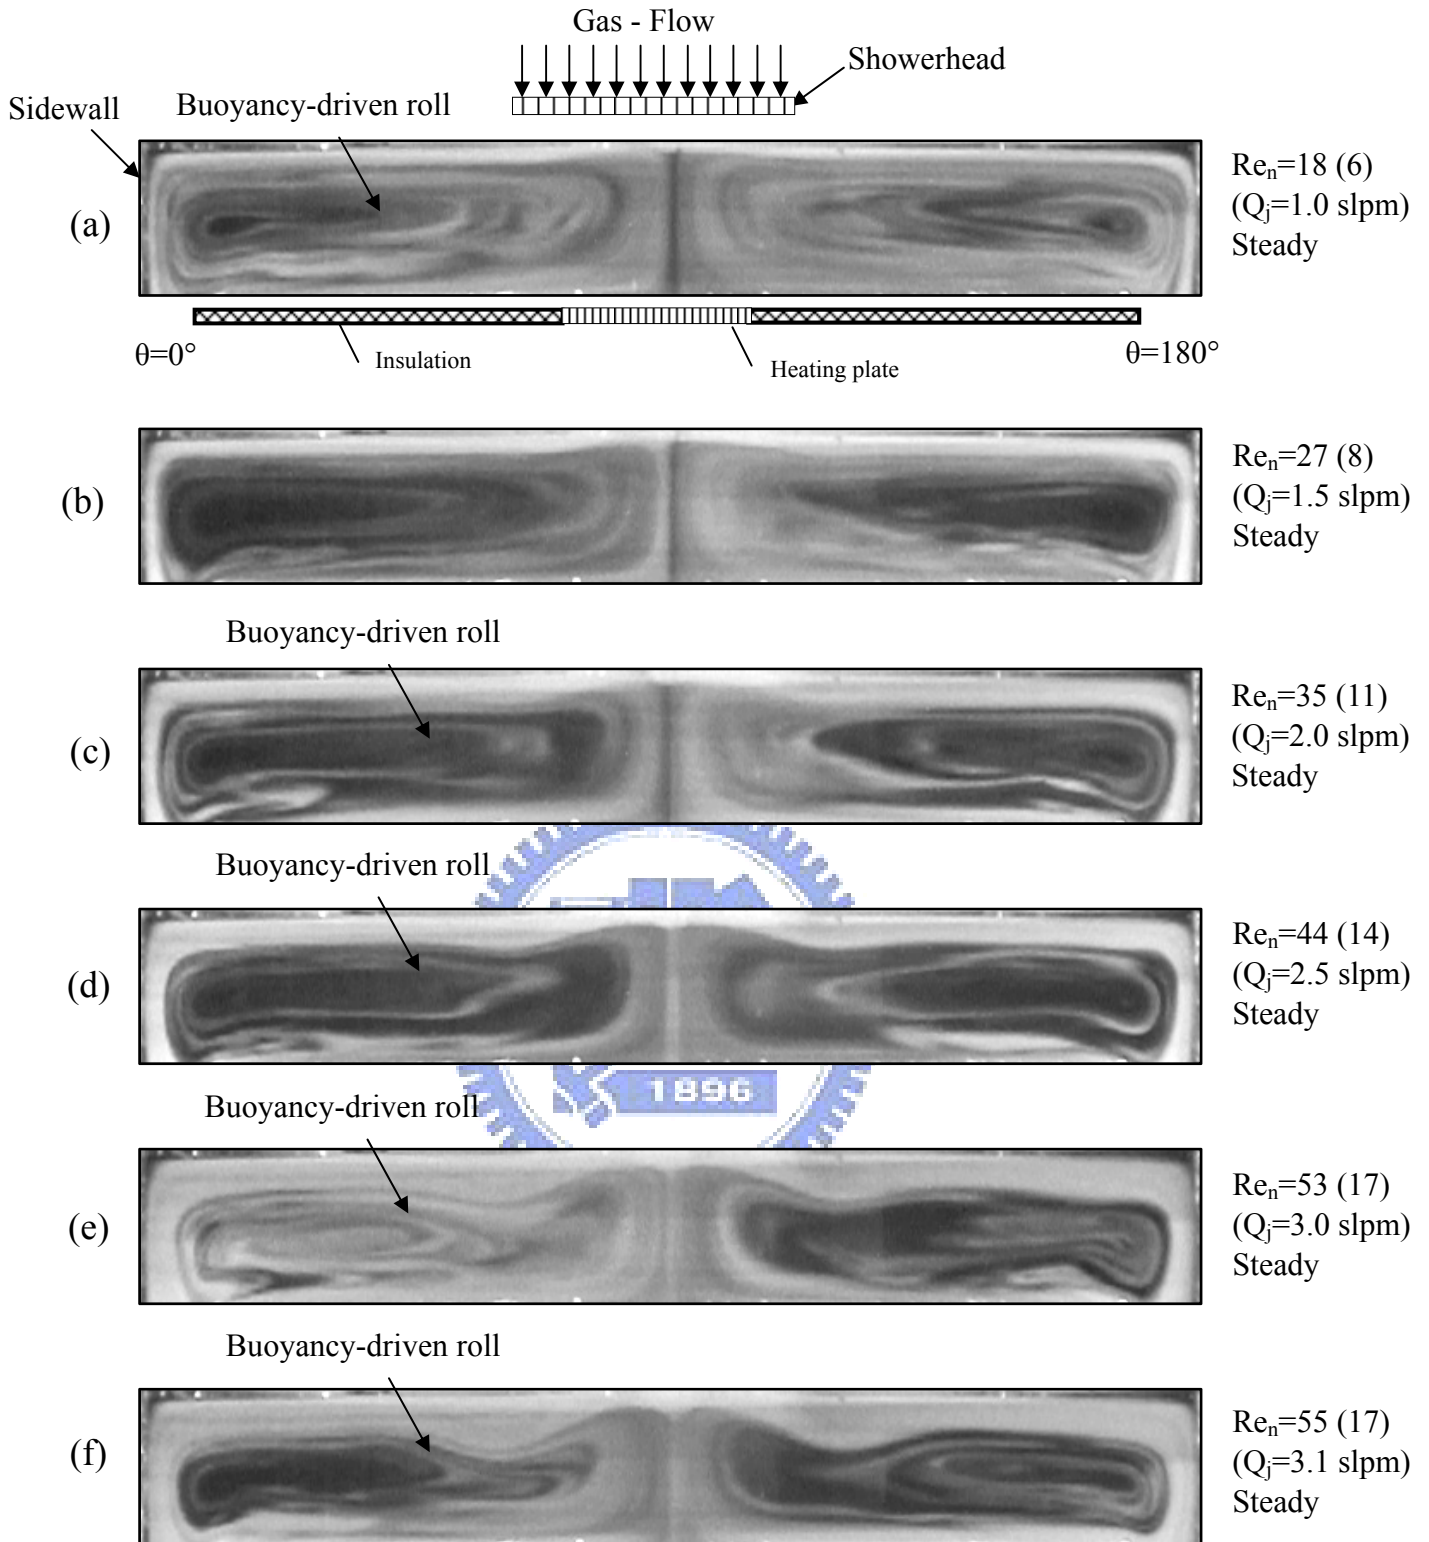 Gas - Flow
Showerhead
Sidewall
Buoyancy-driven roll
(a)
Reₙ=18 (6)
(Qⱼ=1.0 slpm)
Steady
θ=0°
Insulation
Heating plate
θ=180°
(b)
Reₙ=27 (8)
(Qⱼ=1.5 slpm)
Steady
Buoyancy-driven roll
(c)
Reₙ=35 (11)
(Qⱼ=2.0 slpm)
Steady
Buoyancy-driven roll
(d)
Reₙ=44 (14)
(Qⱼ=2.5 slpm)
Steady
1896
Buoyancy-driven roll
(e)
Reₙ=53 (17)
(Qⱼ=3.0 slpm)
Steady
Buoyancy-driven roll
(f)
Reₙ=55 (17)
(Qⱼ=3.1 slpm)
Steady